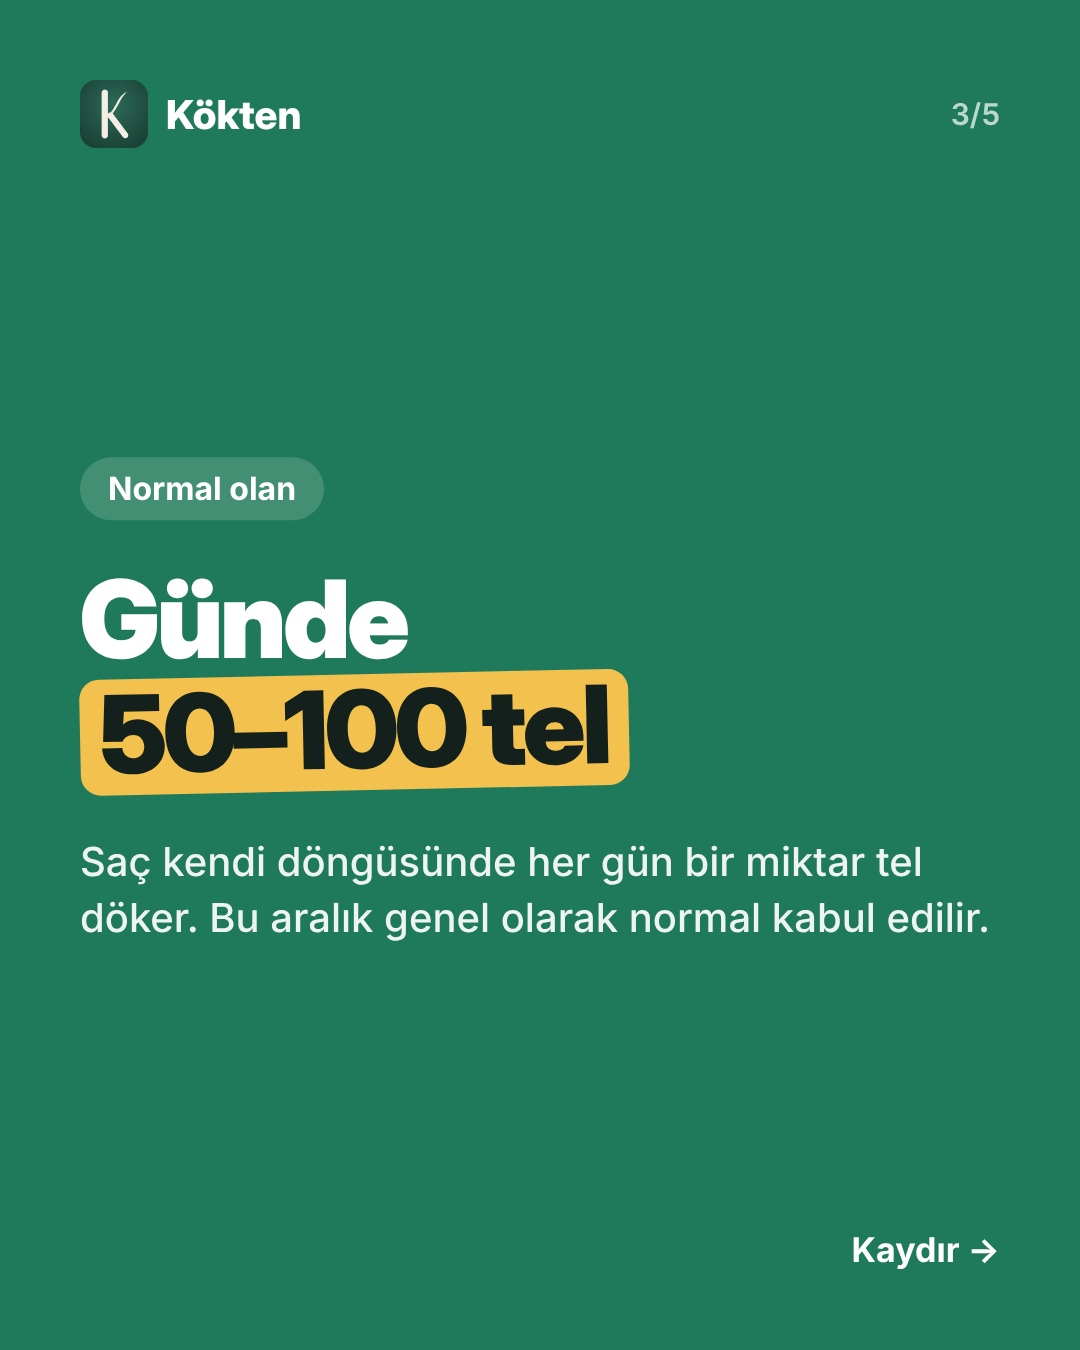 Kökten
3/5
Normal olan
Günde
50–100 tel
Saç kendi döngüsünde her gün bir miktar tel
döker. Bu aralık genel olarak normal kabul edilir.
Kaydır →